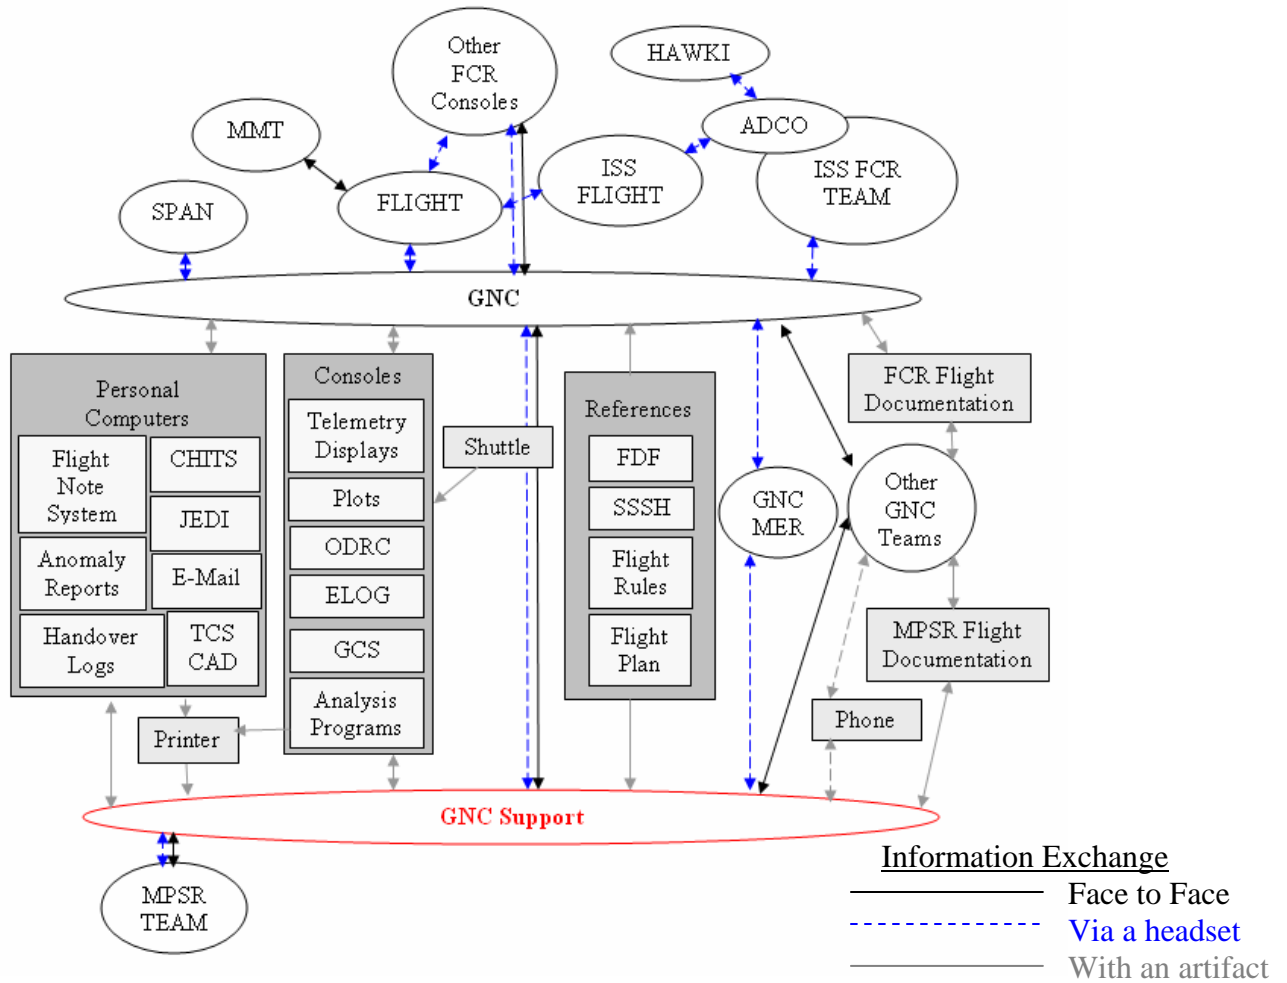 Other
FCR
Consoles
HAWKI
MMT
ADCO
ISS
FLIGHT
ISS FCR
TEAM
SPAN
FLIGHT
GNC
Personal
Computers
Flight
Note
System
CHITS
JEDI
Anomaly
Reports
E-Mail
Handover
Logs
TCS
CAD
Printer
Consoles
Telemetry
Displays
Plots
ODRC
ELOG
GCS
Analysis
Programs
Shuttle
References
FDF
SSSH
Flight
Rules
Flight
Plan
GNC
MER
FCR Flight
Documentation
Other
GNC
Teams
MPSR Flight
Documentation
Phone
GNC Support
MPSR
TEAM
Information Exchange
Face to Face
Via a headset
With an artifact